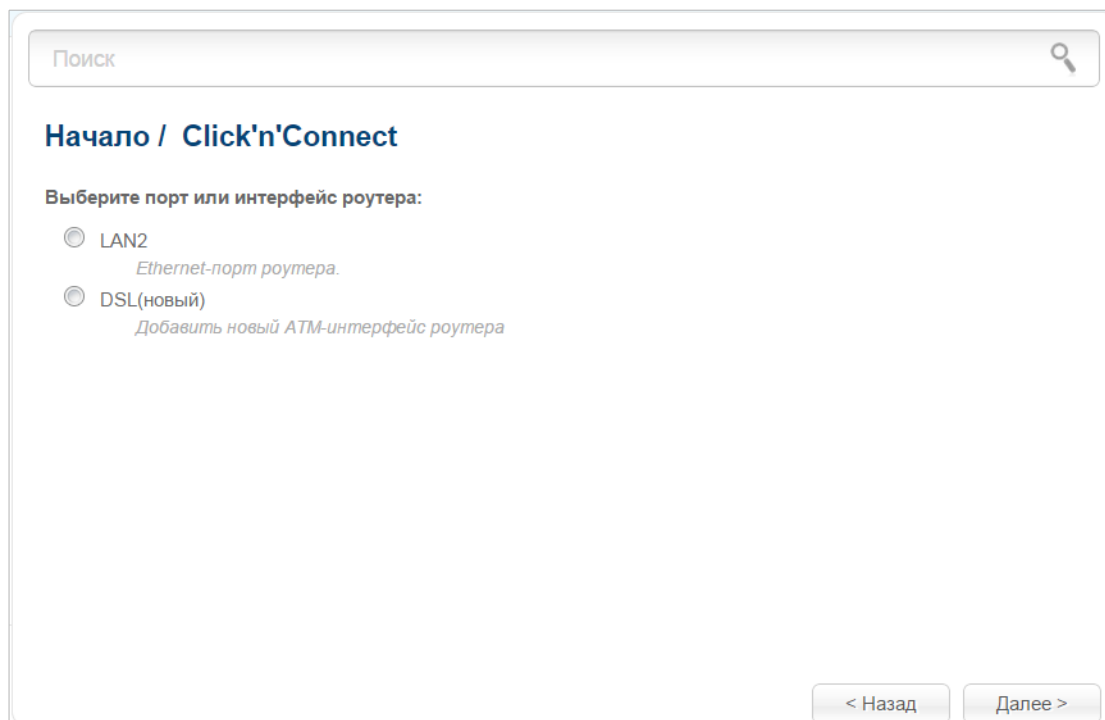 Поиск
Начало / Click'n'Connect
Выберите порт или интерфейс роутера:
LAN2
Ethernet-порт роутера.
DSL(новый)
Добавить новый ATM-интерфейс роутера
< Назад
Далее >